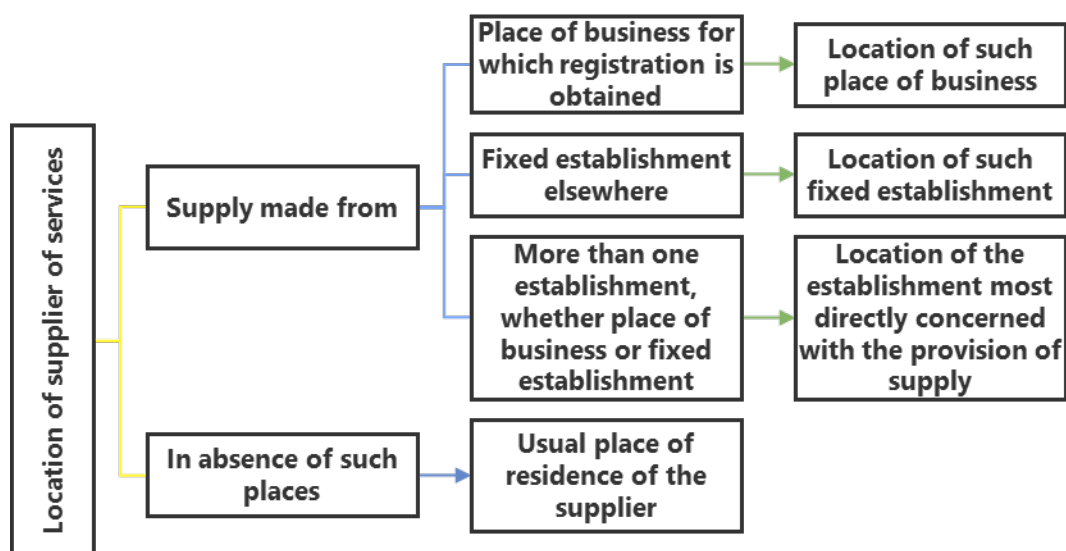 Location of supplier of services
Supply made from
Place of business for
which registration is
obtained
Location of such
place of business
Fixed establishment
elsewhere
Location of such
fixed establishment
More than one
establishment,
whether place of
business or fixed
establishment
Location of the
establishment most
directly concerned
with the provision of
supply
In absence of such
places
Usual place of
residence of the
supplier